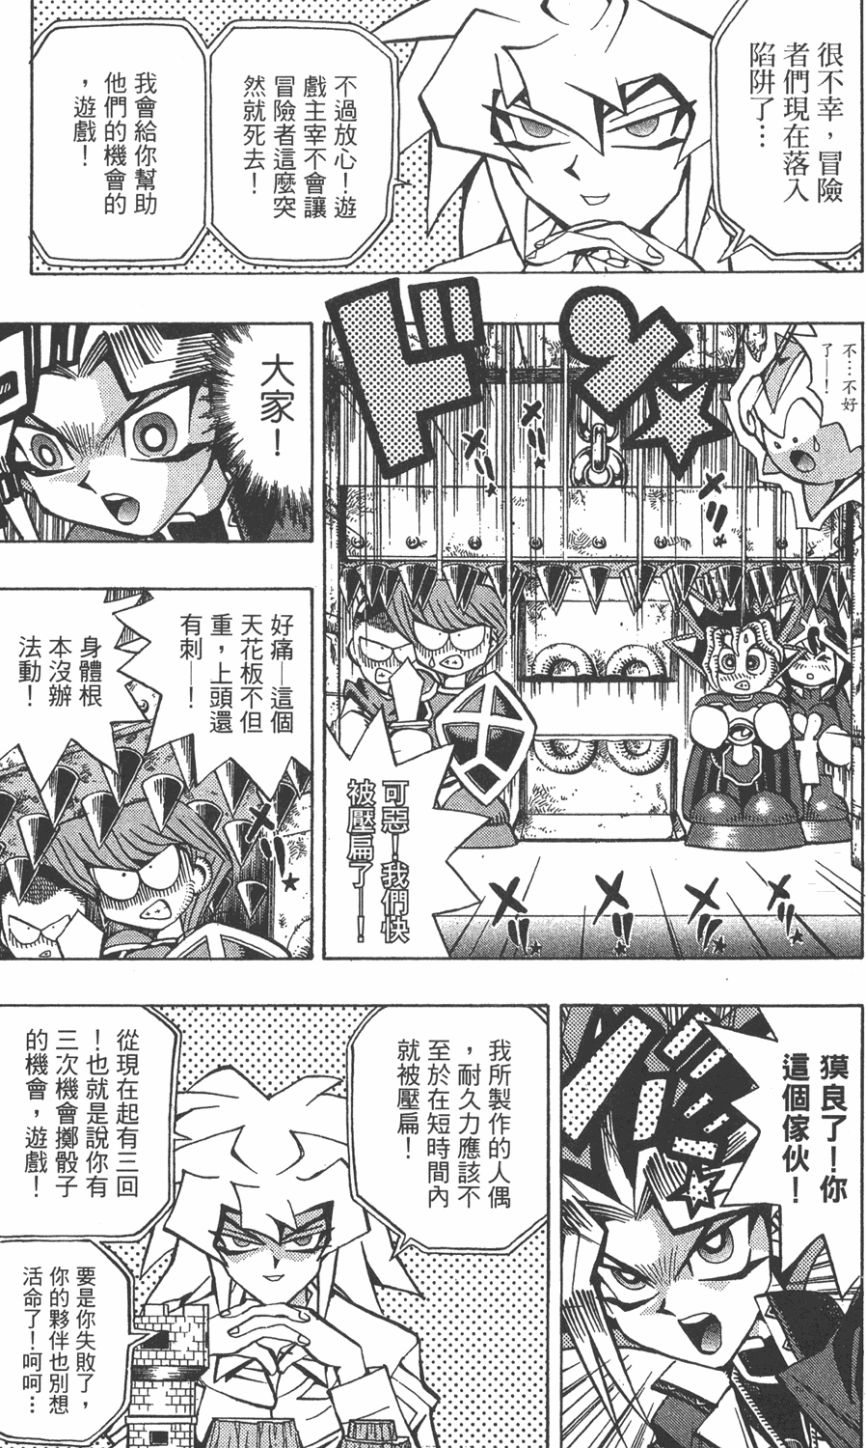 很不幸，冒險
者們現在落入
陷阱了…
不過放心！遊
戲主宰不會讓
冒險者這麼突
然就死去！
我會給你幫助
他們的機會的
，遊戲！
不…不好
了—！
ドン
可惡！我們快
被壓扁了—！
大家！
好痛—這個
天花板不但
重，上頭還
有刺—！
身體根
本沒辦
法動！
獏良了！你
這個傢伙！
我所製作的人偶
，耐久力應該不
至於在短時間內
就被壓扁！
從現在起有三回
！也就是說你有
三次機會擲骰子
的機會，遊戲！
要是你失敗了，
你的夥伴也別想
活命了！呵呵…